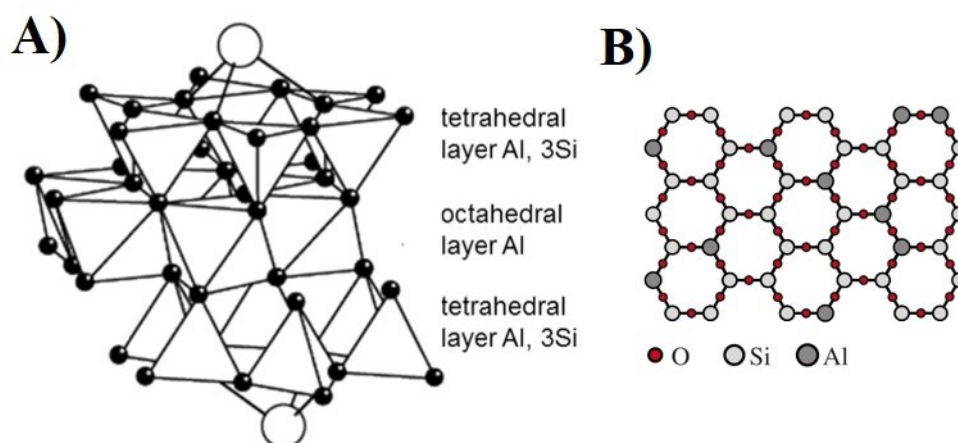 A)
B)
tetrahedral
layer Al, 3Si
octahedral
layer Al
tetrahedral
layer Al, 3Si
O Si Al